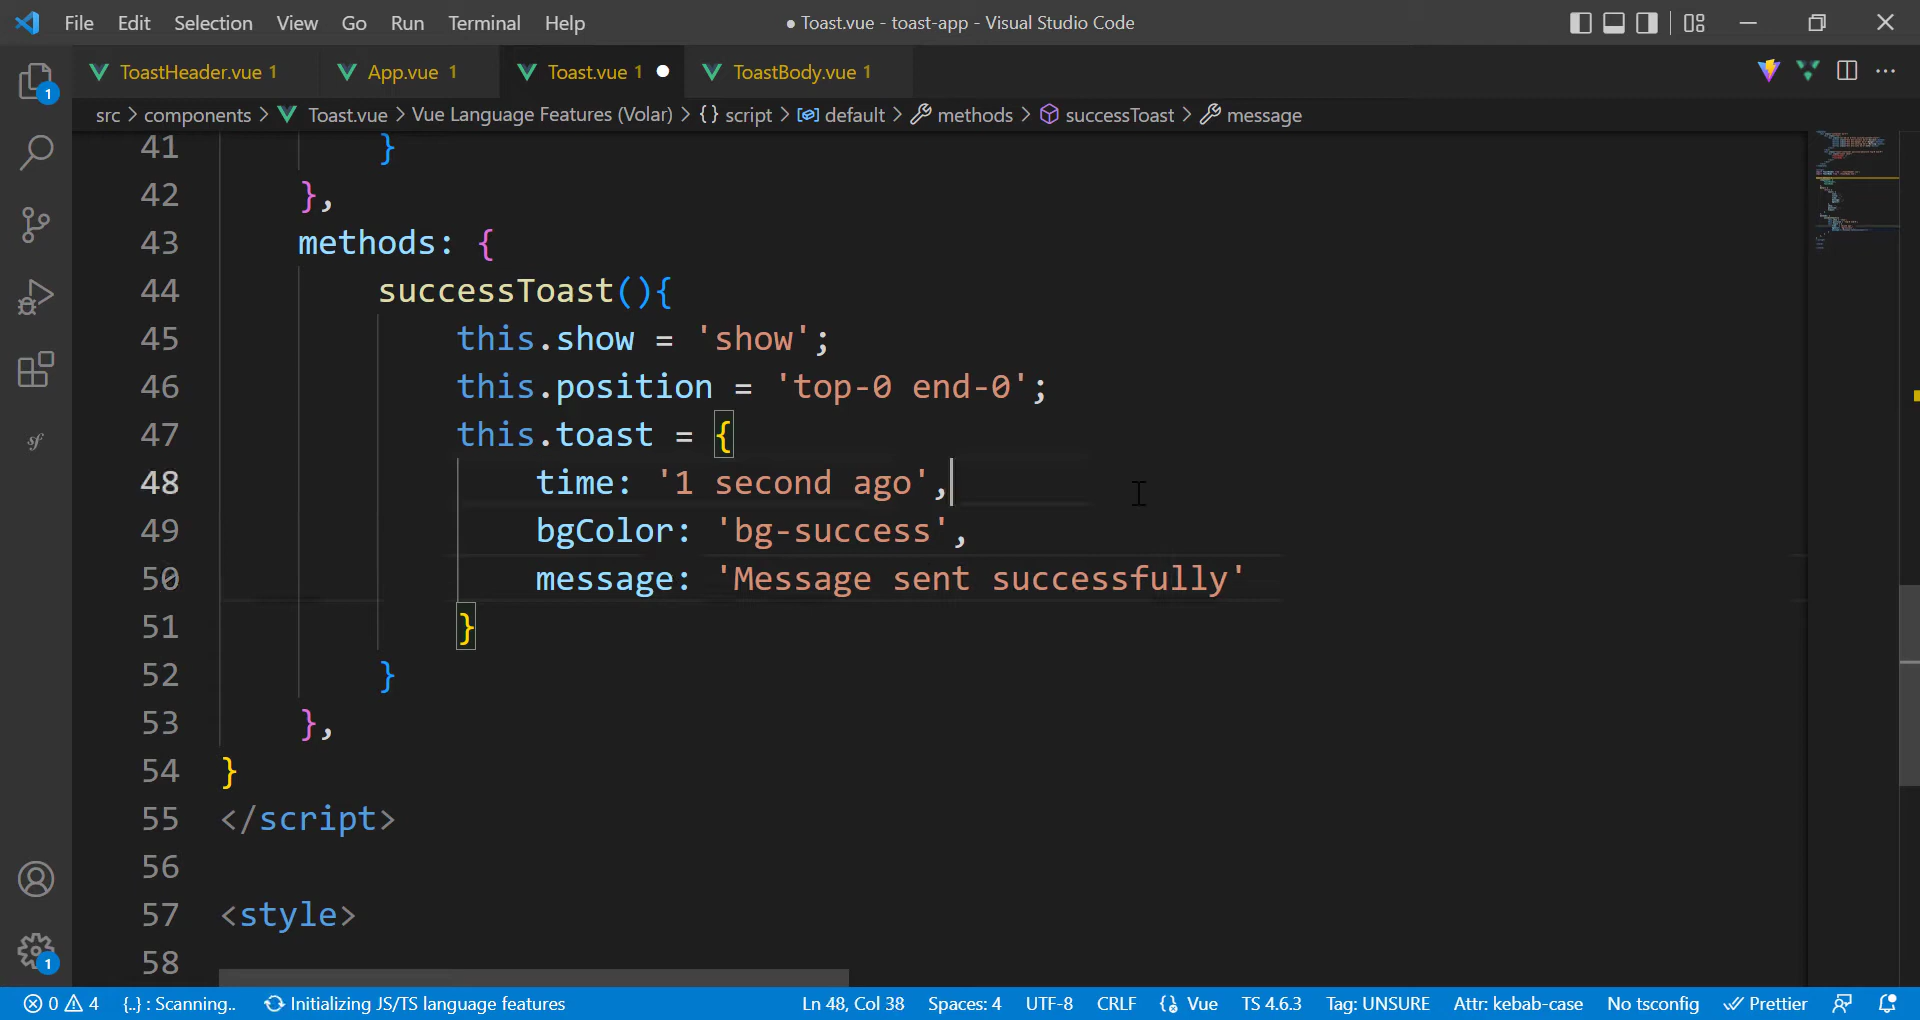 File Edit Selection View Go Run Terminal Help ● Toast.vue - toast-app - Visual Studio Code
ToastHeader.vue 1 App.vue 1 Toast.vue 1 ToastBody.vue 1
src > components > Toast.vue > Vue Language Features (Volar) > {} script > default > methods > successToast > message
41 }
42 },
43 methods: {
44 successToast(){
45 this.show = 'show';
46 this.position = 'top-0 end-0';
47 this.toast = {
48 time: '1 second ago',
49 bgColor: 'bg-success',
50 message: 'Message sent successfully'
51 }
52 }
53 },
54 }
55 </script>
56
57 <style>
58
1
1
0 4 {..} : Scanning.. Initializing JS/TS language features Ln 48, Col 38 Spaces: 4 UTF-8 CRLF Vue TS 4.6.3 Tag: UNSURE Attr: kebab-case No tsconfig Prettier